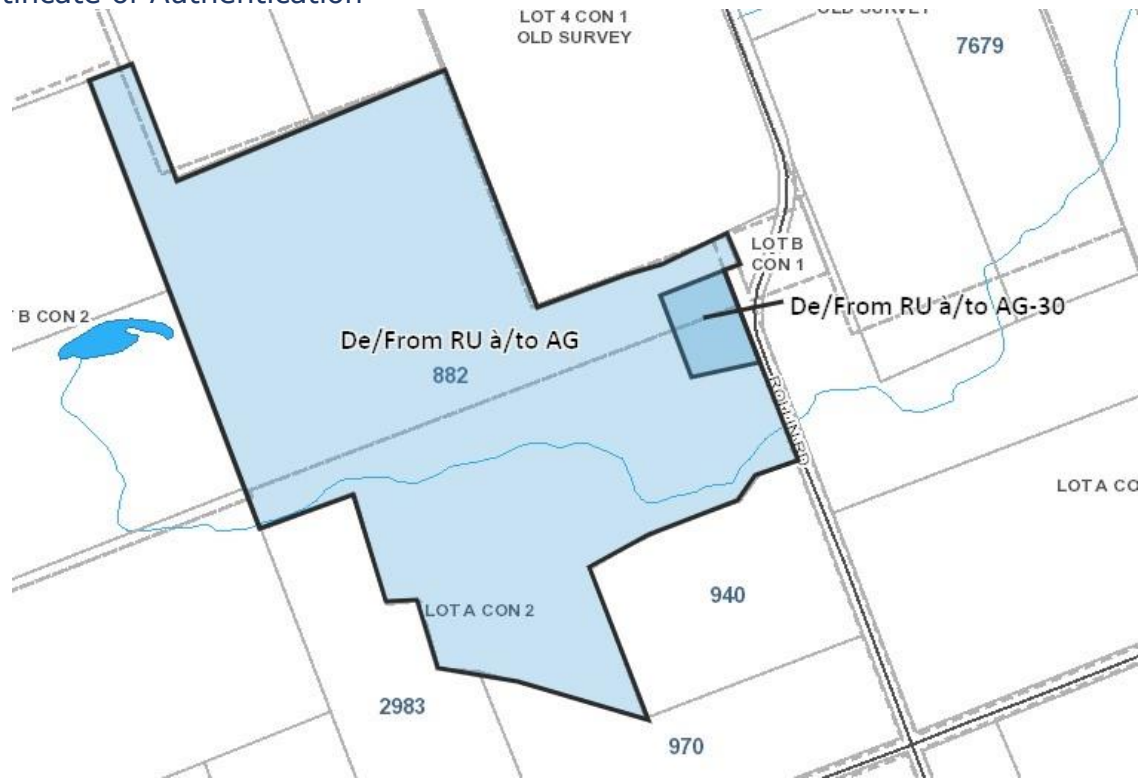 LOT 4 CON 1
OLD SURVEY
7679
LOT B
CON 1
B CON 2
De/From RU à/to AG
De/From RU à/to AG-30
882
LOT A CO
LOT A CON 2
940
2983
970